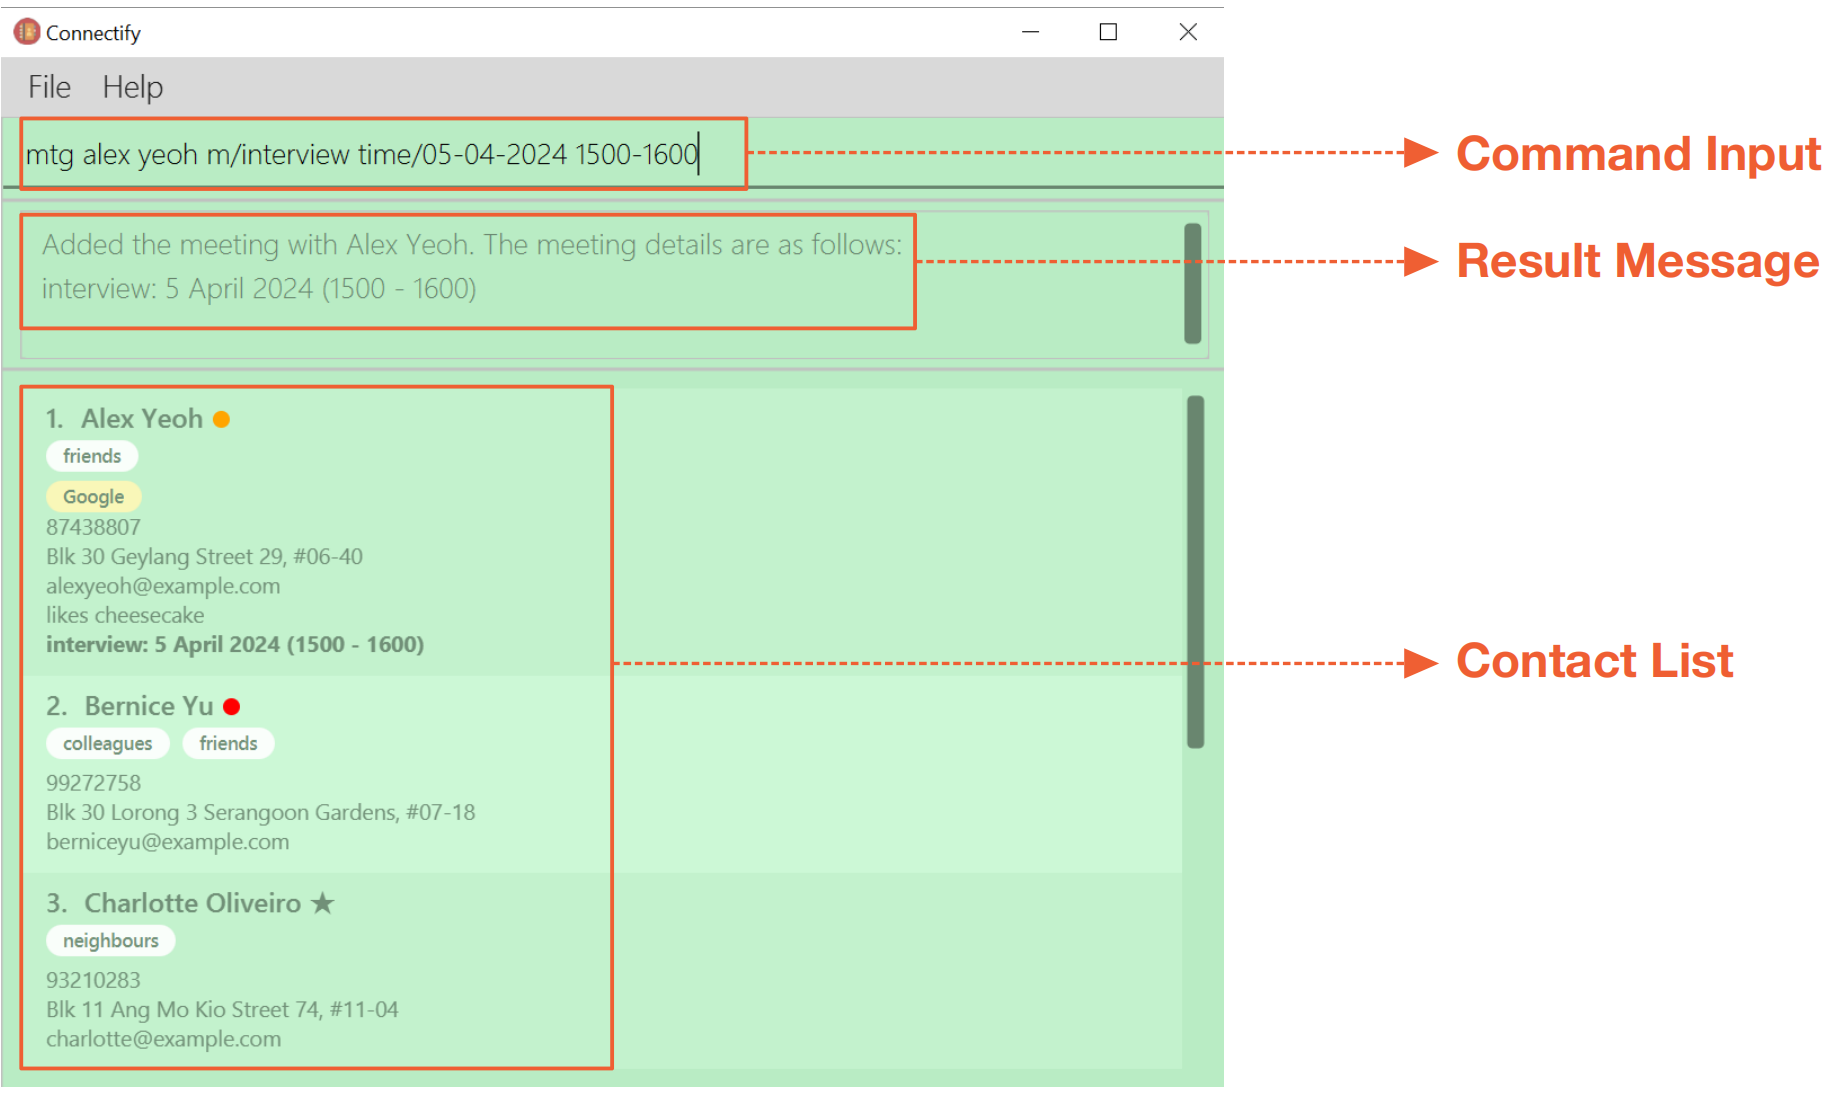 Connectify
File Help
mtg alex yeoh m/interview time/05-04-2024 1500-1600
Command Input
Added the meeting with Alex Yeoh. The meeting details are as follows:
interview: 5 April 2024 (1500 - 1600)
Result Message
1. Alex Yeoh
friends
Google
87438807
Blk 30 Geylang Street 29, #06-40
alexyeoh@example.com
likes cheesecake
interview: 5 April 2024 (1500 - 1600)
Contact List
2. Bernice Yu
colleagues friends
99272758
Blk 30 Lorong 3 Serangoon Gardens, #07-18
berniceyu@example.com
3. Charlotte Oliveiro ★
neighbours
93210283
Blk 11 Ang Mo Kio Street 74, #11-04
charlotte@example.com